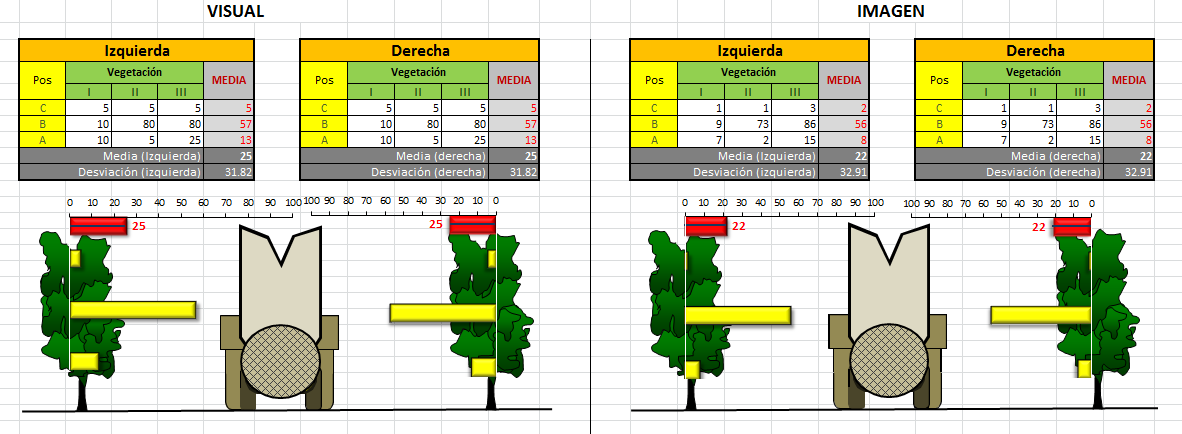 VISUAL IMAGEN
Izquierda Derecha Izquierda Derecha
Pos Vegetación MEDIA Pos Vegetación MEDIA Pos Vegetación MEDIA Pos Vegetación MEDIA
I II III I II III I II III I II III
C 5 5 5 5 C 5 5 5 5 C 1 1 3 2 C 1 1 3 2
B 10 80 80 57 B 10 80 80 57 B 9 73 86 56 B 9 73 86 56
A 10 5 25 13 A 10 5 25 13 A 7 2 15 8 A 7 2 15 8
Media (Izquierda) 25 Media (derecha) 25 Media (Izquierda) 22 Media (derecha) 22
Desviación (izquierda) 31.82 Desviación (derecha) 31.82 Desviación (izquierda) 32.91 Desviación (derecha) 32.91
0 10 20 30 40 50 60 70 80 90 100 100 90 80 70 60 50 40 30 20 10 0 0 10 20 30 40 50 60 70 80 90 100 100 90 80 70 60 50 40 30 20 10 0
25 25 22 22